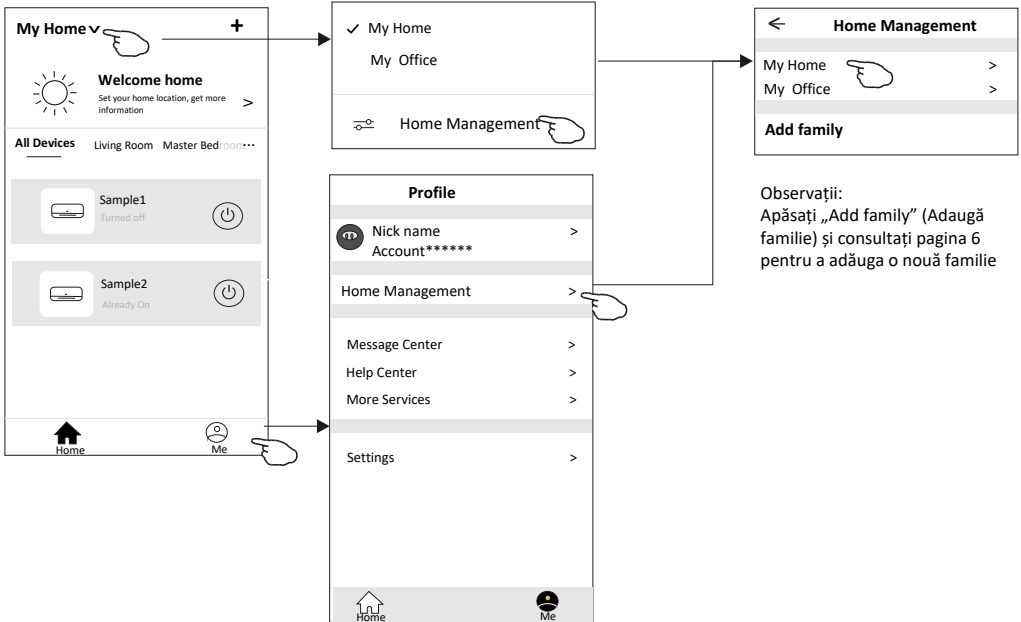 My Home
+
Welcome home
Set your home location, get more
information
>
All Devices Living Room Master Bedroom ...
Sample1
Turned off
Sample2
Already On
Home
Me
✓ My Home
My Office
Home Management
Profile
Nick name >
Account******
Home Management >
Message Center >
Help Center >
More Services >
Settings >
Home
Me
Home Management
My Home >
My Office >
Add family
Observații:
Apăsați „Add family” (Adaugă
familie) și consultați pagina 6
pentru a adăuga o nouă familie